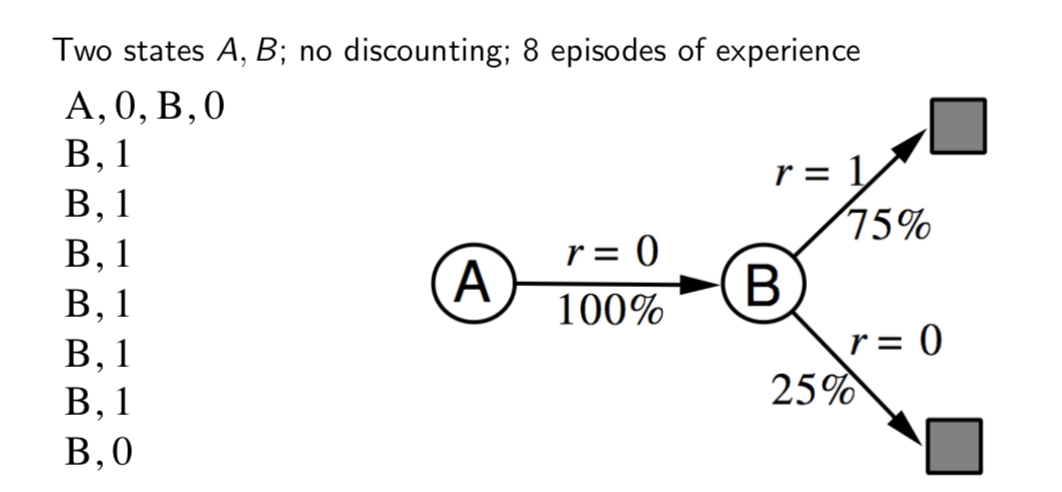 Two states A, B; no discounting; 8 episodes of experience
A, 0, B, 0
B, 1
B, 1
B, 1
B, 1
B, 1
B, 1
B, 0
A
r = 0
100%
B
r = 1
75%
r = 0
25%